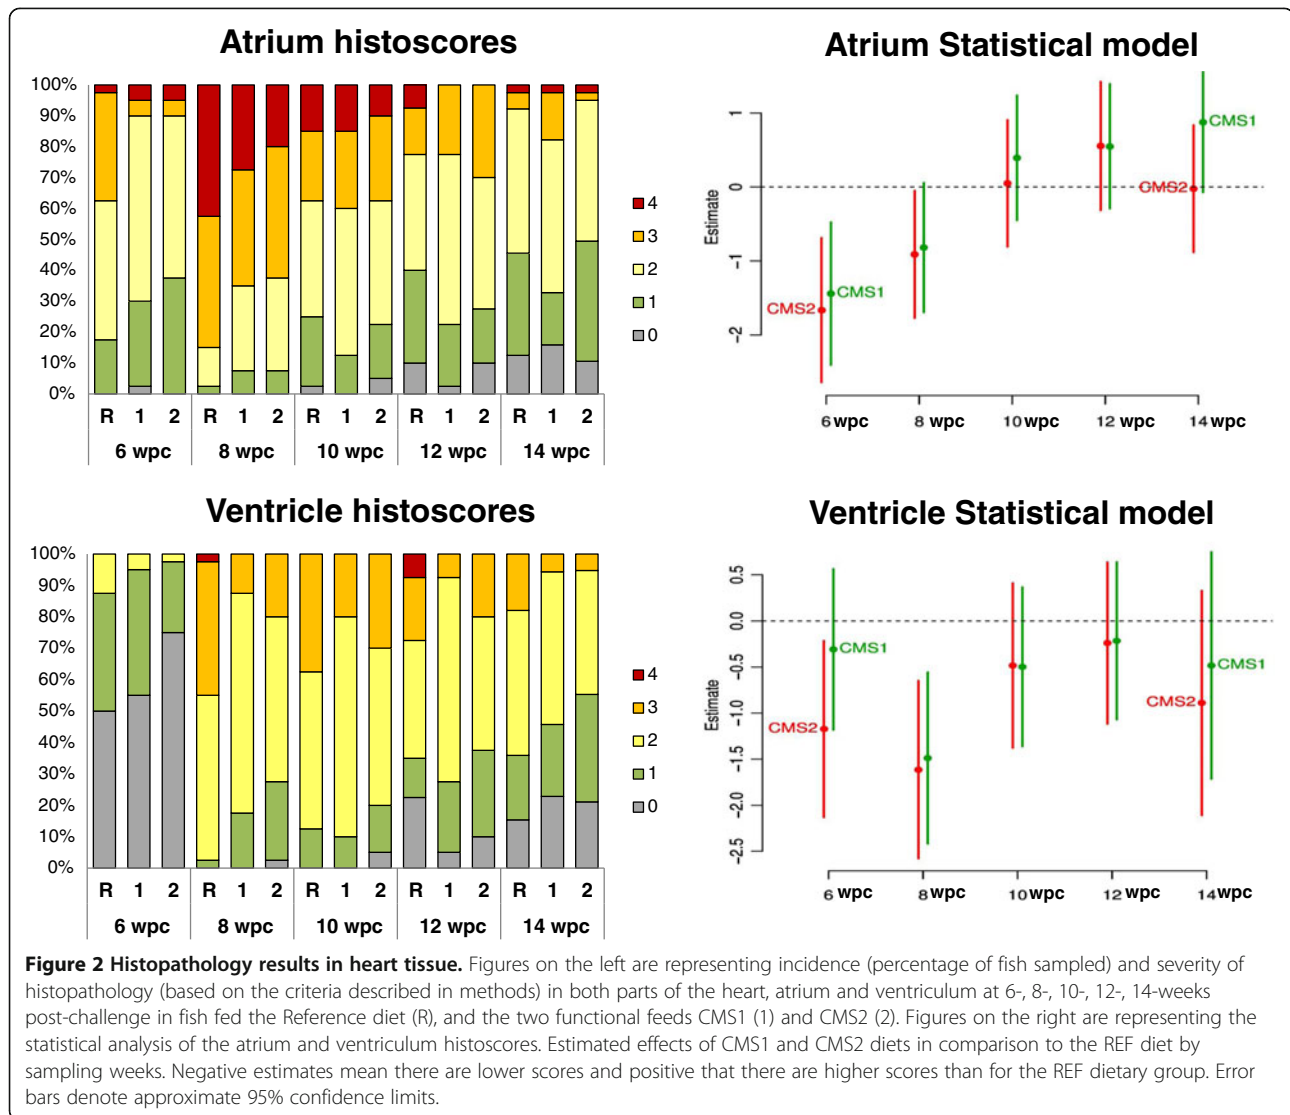 Atrium histoscores
100%
90%
80%
70%
60%
50%
40%
30%
20%
10%
0%
4
3
2
1
0
R 1 2 R 1 2 R 1 2 R 1 2 R 1 2
6 wpc 8 wpc 10 wpc 12 wpc 14 wpc
Atrium Statistical model
Estimate
1
0
-1
-2
CMS2
CMS1
CMS2
CMS1
6 wpc 8 wpc 10 wpc 12 wpc 14 wpc
Ventricle histoscores
100%
90%
80%
70%
60%
50%
40%
30%
20%
10%
0%
4
3
2
1
0
R 1 2 R 1 2 R 1 2 R 1 2 R 1 2
6 wpc 8 wpc 10 wpc 12 wpc 14 wpc
Ventricle Statistical model
Estimate
0.5
0.0
-0.5
-1.0
-1.5
-2.0
-2.5
CMS2
CMS1
CMS2
CMS1
6 wpc 8 wpc 10 wpc 12 wpc 14 wpc
Figure 2 Histopathology results in heart tissue. Figures on the left are representing incidence (percentage of fish sampled) and severity of
histopathology (based on the criteria described in methods) in both parts of the heart, atrium and ventriculum at 6-, 8-, 10-, 12-, 14-weeks
post-challenge in fish fed the Reference diet (R), and the two functional feeds CMS1 (1) and CMS2 (2). Figures on the right are representing the
statistical analysis of the atrium and ventriculum histoscores. Estimated effects of CMS1 and CMS2 diets in comparison to the REF diet by
sampling weeks. Negative estimates mean there are lower scores and positive that there are higher scores than for the REF dietary group. Error
bars denote approximate 95% confidence limits.